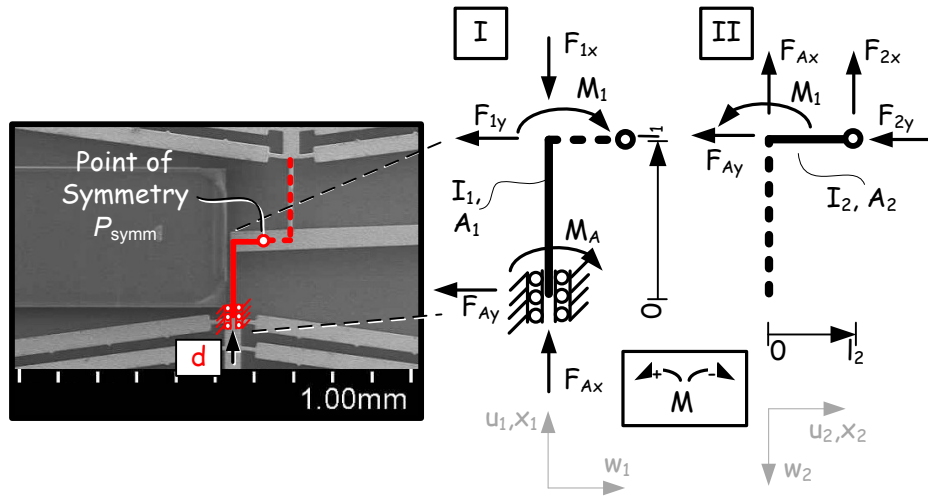 Point of
Symmetry
Psymm
d
1.00mm
I
F1x
M1
F1y
l1
I1,
A1
MA
0
FAy
FAx
u1,x1
w1
+ -
M
II
FAx
F2x
M1
F2y
FAy
I2, A2
0
l2
u2,x2
w2